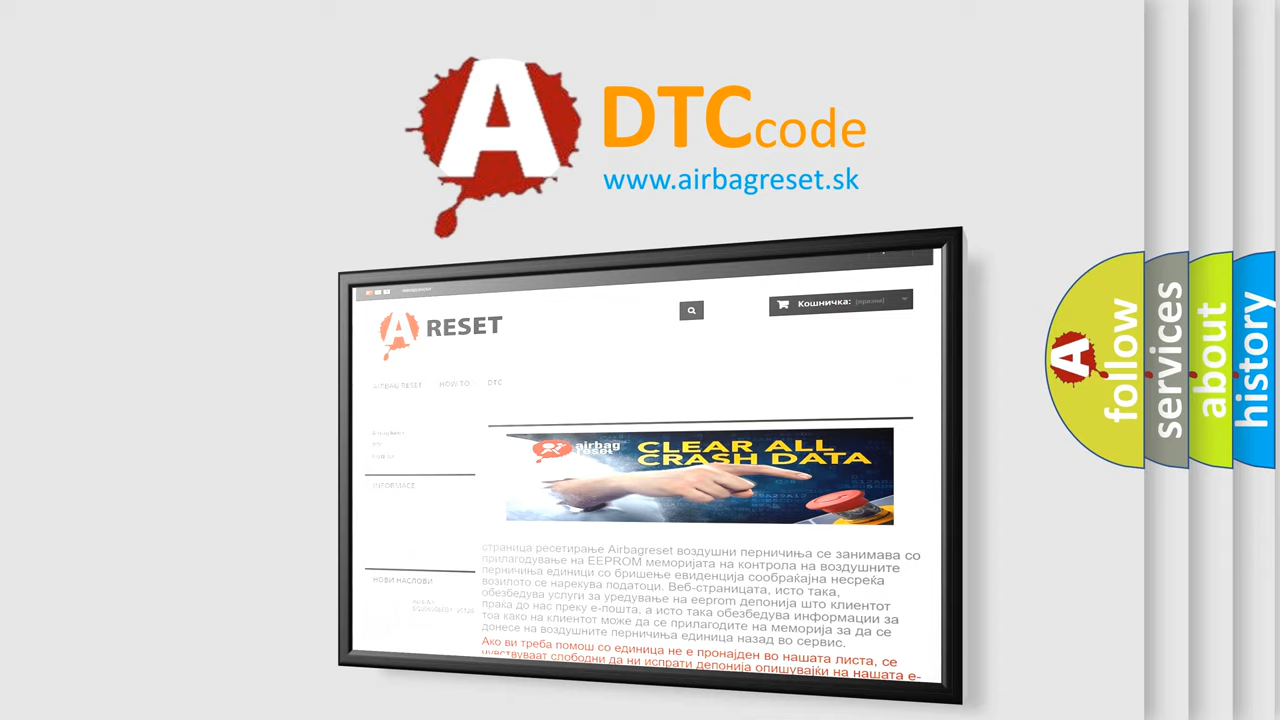 A DTC code
www.airbagreset.sk
A RESET
Кошничка: (празни)
AIRBAG RESET HOW TO DTC
INFORMACE
НОВИ НАСЛОВИ
airbag
reset
CLEAR ALL
CRASH DATA
страница ресетирање Airbagreset воздушни перничиња се занимава со
прилагодување на EEPROM меморијата на контрола на воздушните
перничиња единици со бришење евиденција сообраќајна несреќа
возилото се нарекува податоци. Веб-страницата, исто така,
обезбедува услуги за уредување на eeprom депонија што клиентот
праќа до нас преку е-пошта, а исто така обезбедува информации за
тоа како на клиентот може да се прилагодите на меморија за да се
донесе на воздушните перничиња единица назад во сервис.
Ако ви треба помош со единица не е пронајден во нашата листа, се
чувствуваат слободни да ни испрати депонија опишувајќи на нашата е-
A
follow
services
about
history